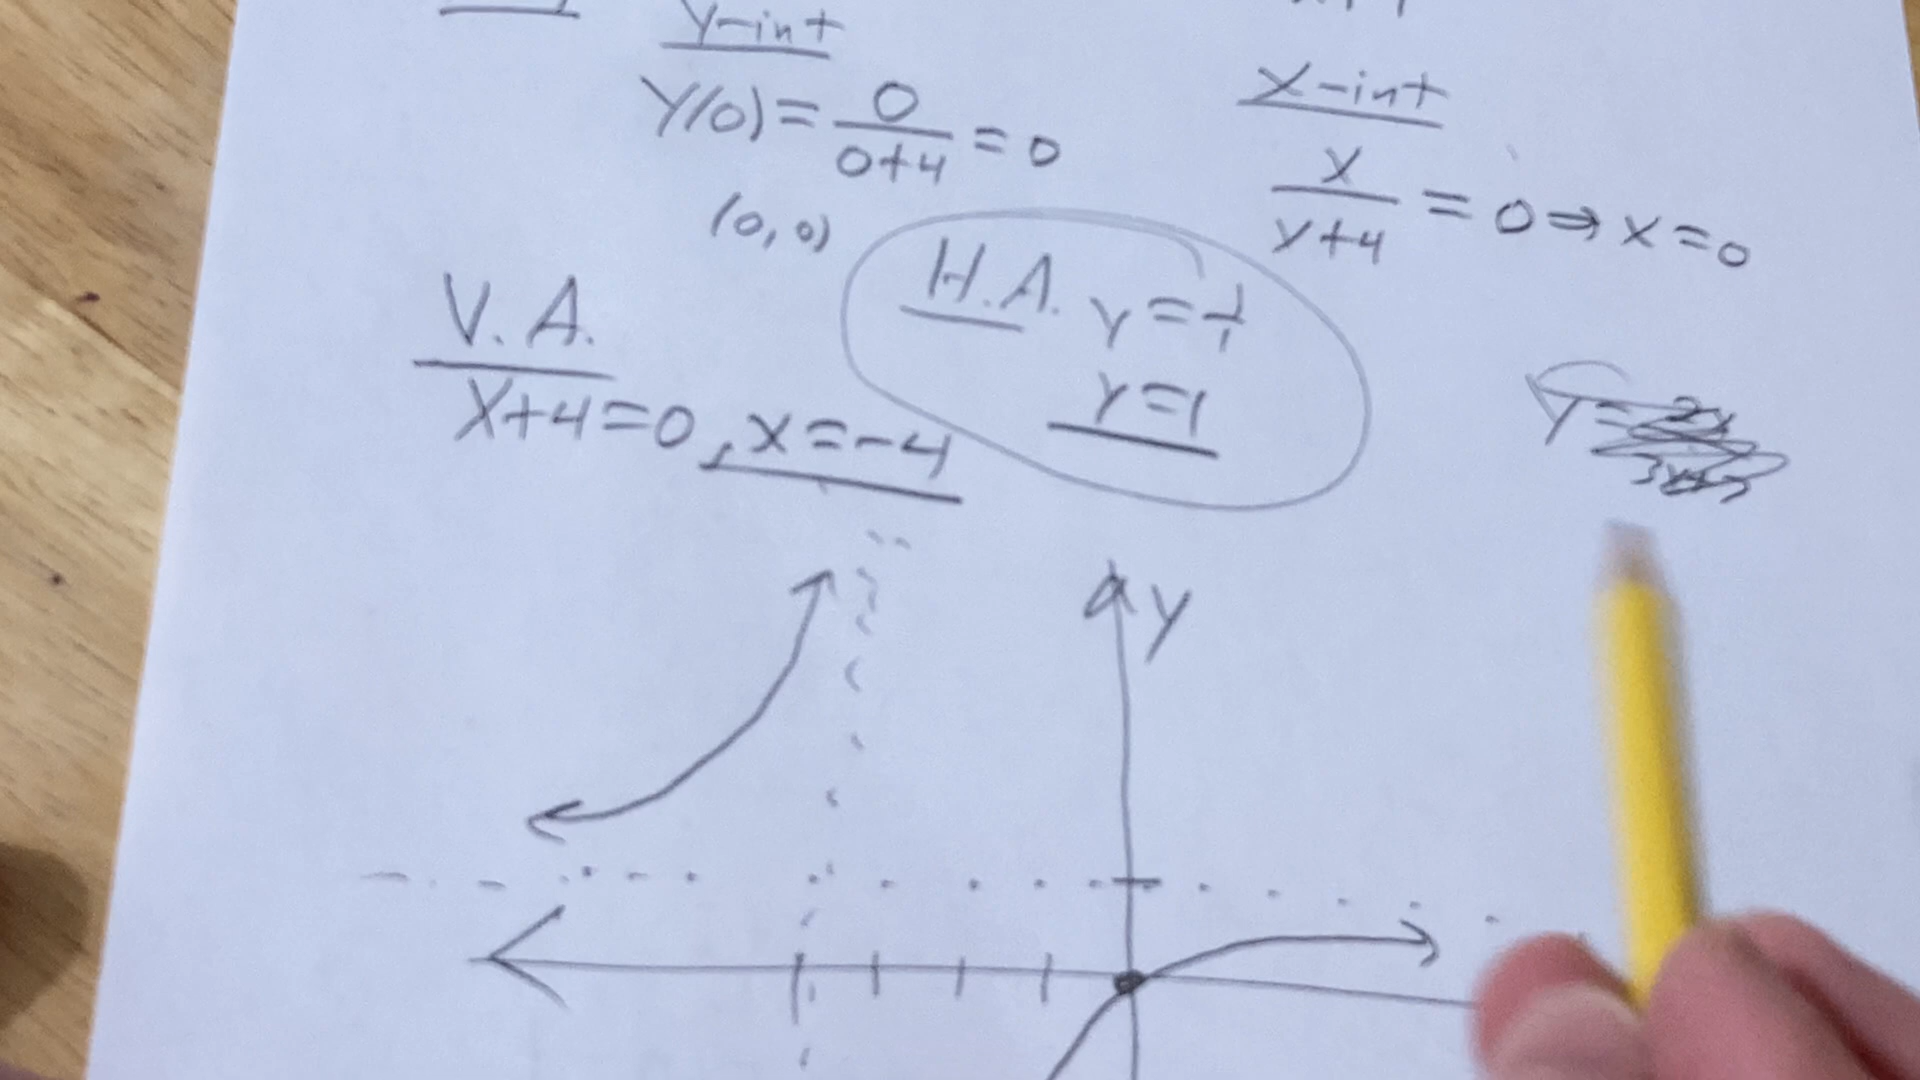 y-int
Y(0) = 0/(0+4) = 0
(0,0)
x-int
x/(x+4) = 0 ⇒ x = 0
H.A. y = 1/1
y = 1
V.A.
x+4=0, x=-4
y =
y